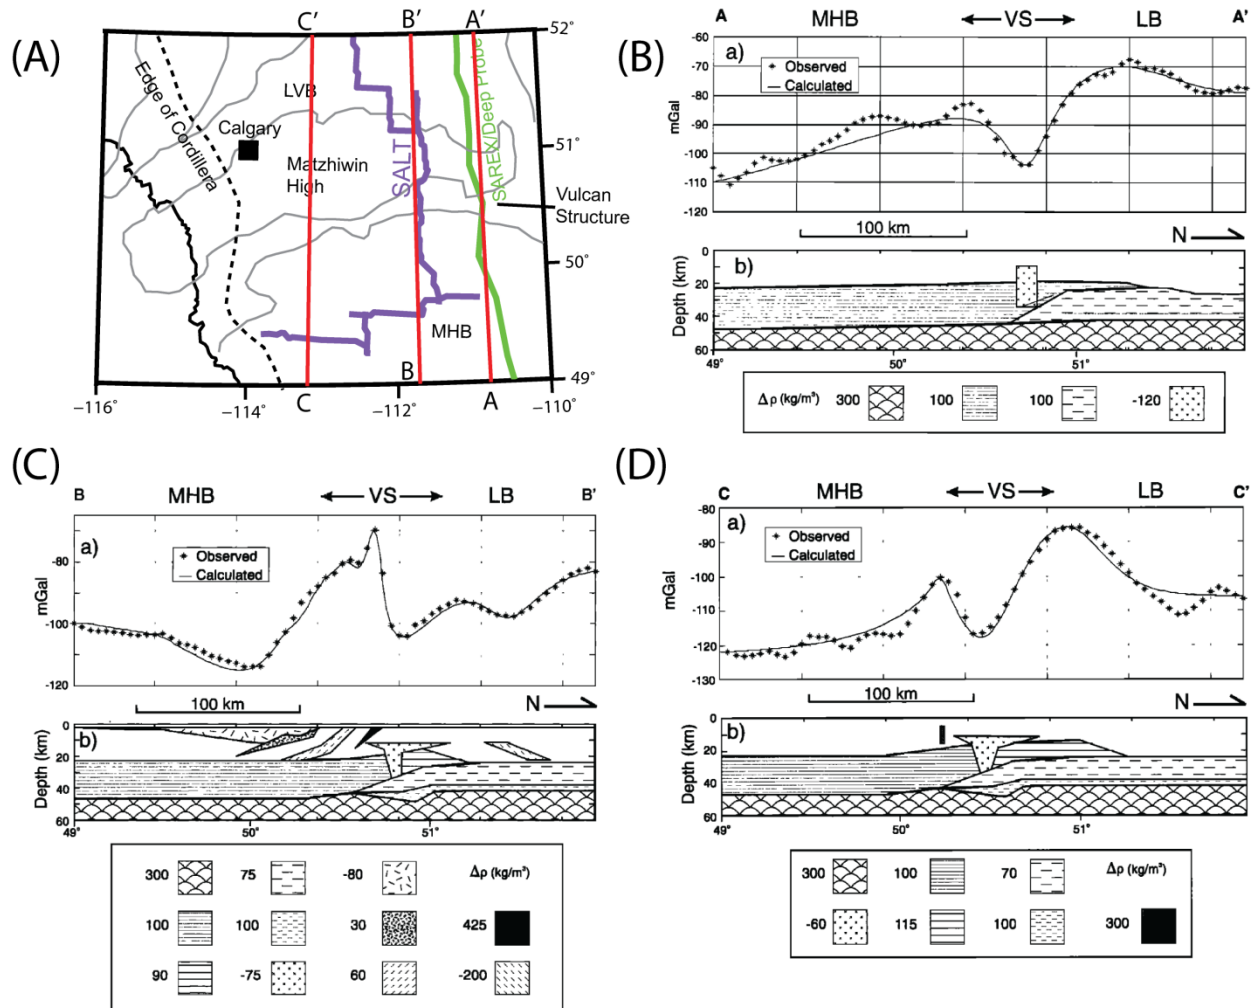 (A)
C'
B'
A'
52°
Edge of Cordillera
LVB
Calgary
Matzhiwin
High
SALT
SAREX/Deep Probe
51°
Vulcan
Structure
50°
MHB
49°
C
B
A
−116°
−114°
−112°
−110°
(B)
A
MHB
VS
LB
A'
a)
Observed
Calculated
mGal
-60
-70
-80
-90
-100
-110
-120
100 km
N
b)
Depth (km)
0
20
40
60
49°
50°
51°
Δρ (kg/m³)
300
100
100
-120
(C)
B
MHB
VS
LB
B'
a)
Observed
Calculated
mGal
-80
-100
-120
100 km
N
b)
Depth (km)
0
20
40
60
49°
50°
51°
300
75
-80
Δρ (kg/m³)
100
100
30
425
90
-75
60
-200
(D)
C
MHB
VS
LB
C'
a)
Observed
Calculated
mGal
-80
-90
-100
-110
-120
-130
100 km
N
b)
Depth (km)
0
20
40
60
49°
50°
51°
300
100
70
Δρ (kg/m³)
-60
115
100
300